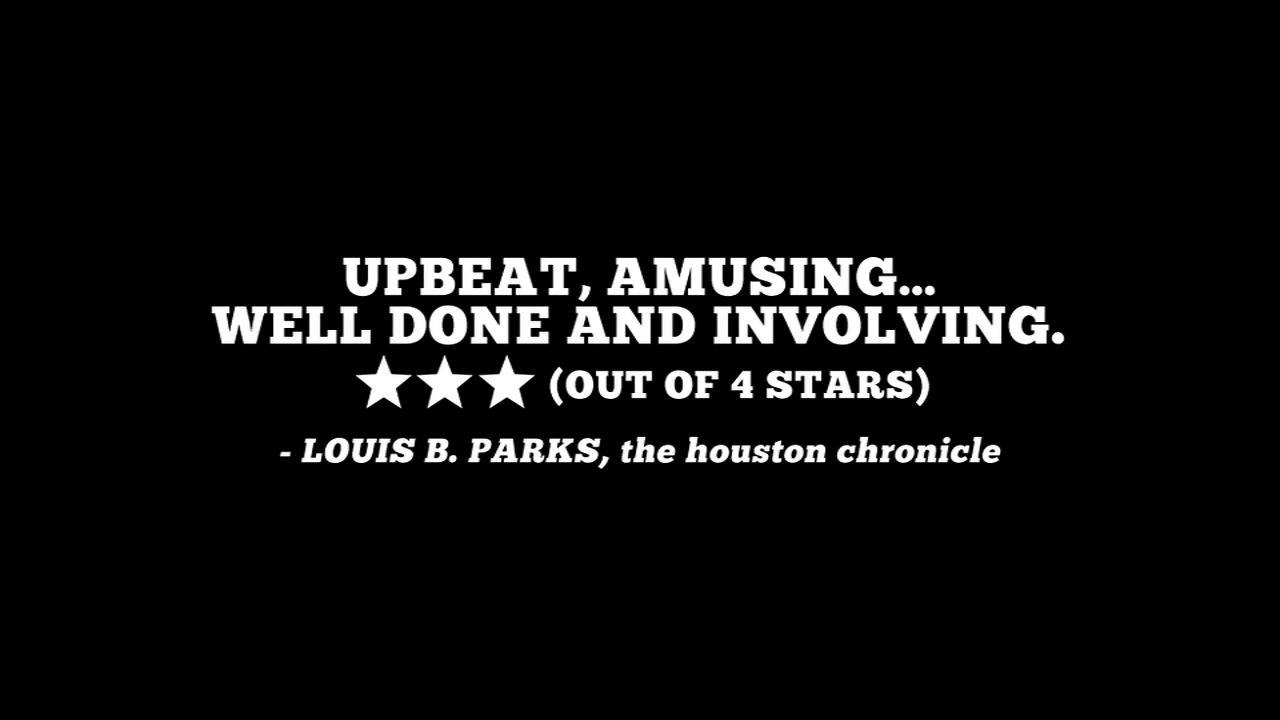 UPBEAT, AMUSING...
WELL DONE AND INVOLVING.
★★★ (OUT OF 4 STARS)
- LOUIS B. PARKS, the houston chronicle